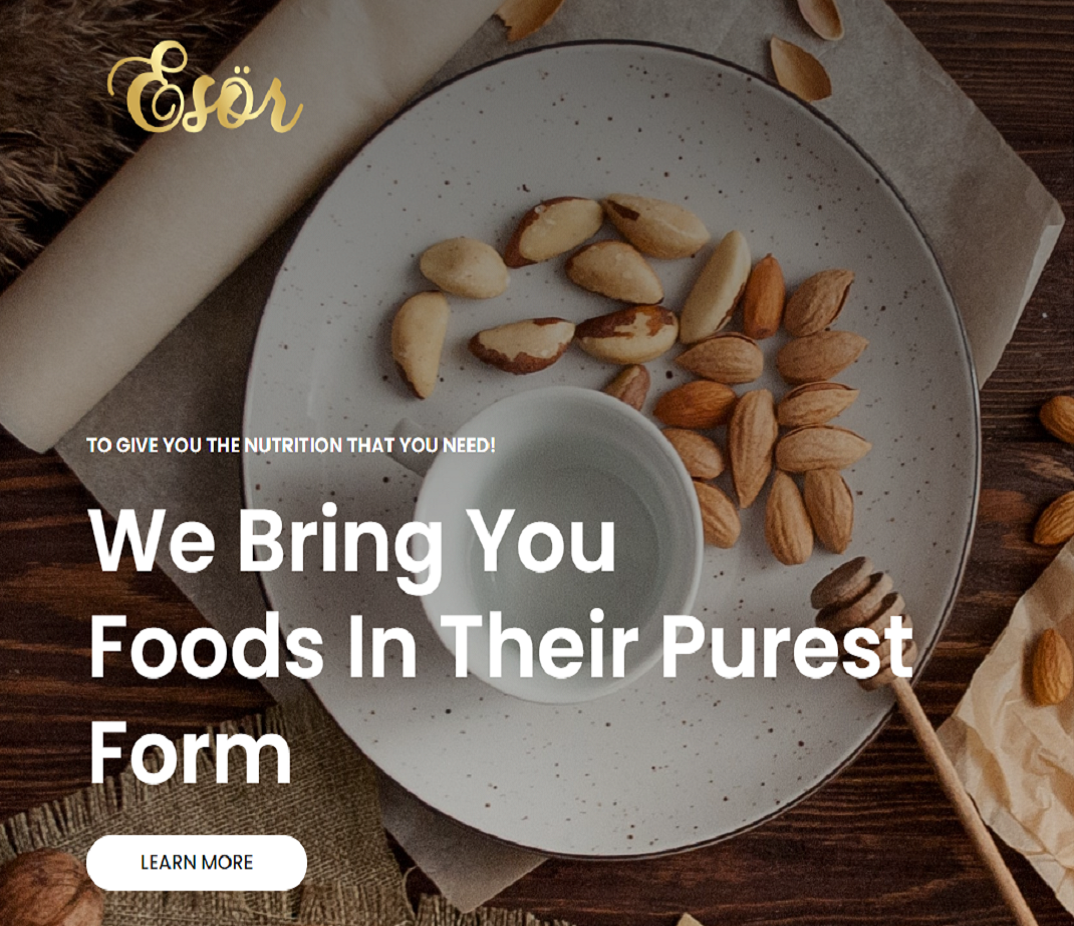 Esör
TO GIVE YOU THE NUTRITION THAT YOU NEED!
We Bring You
Foods In Their Purest
Form
LEARN MORE